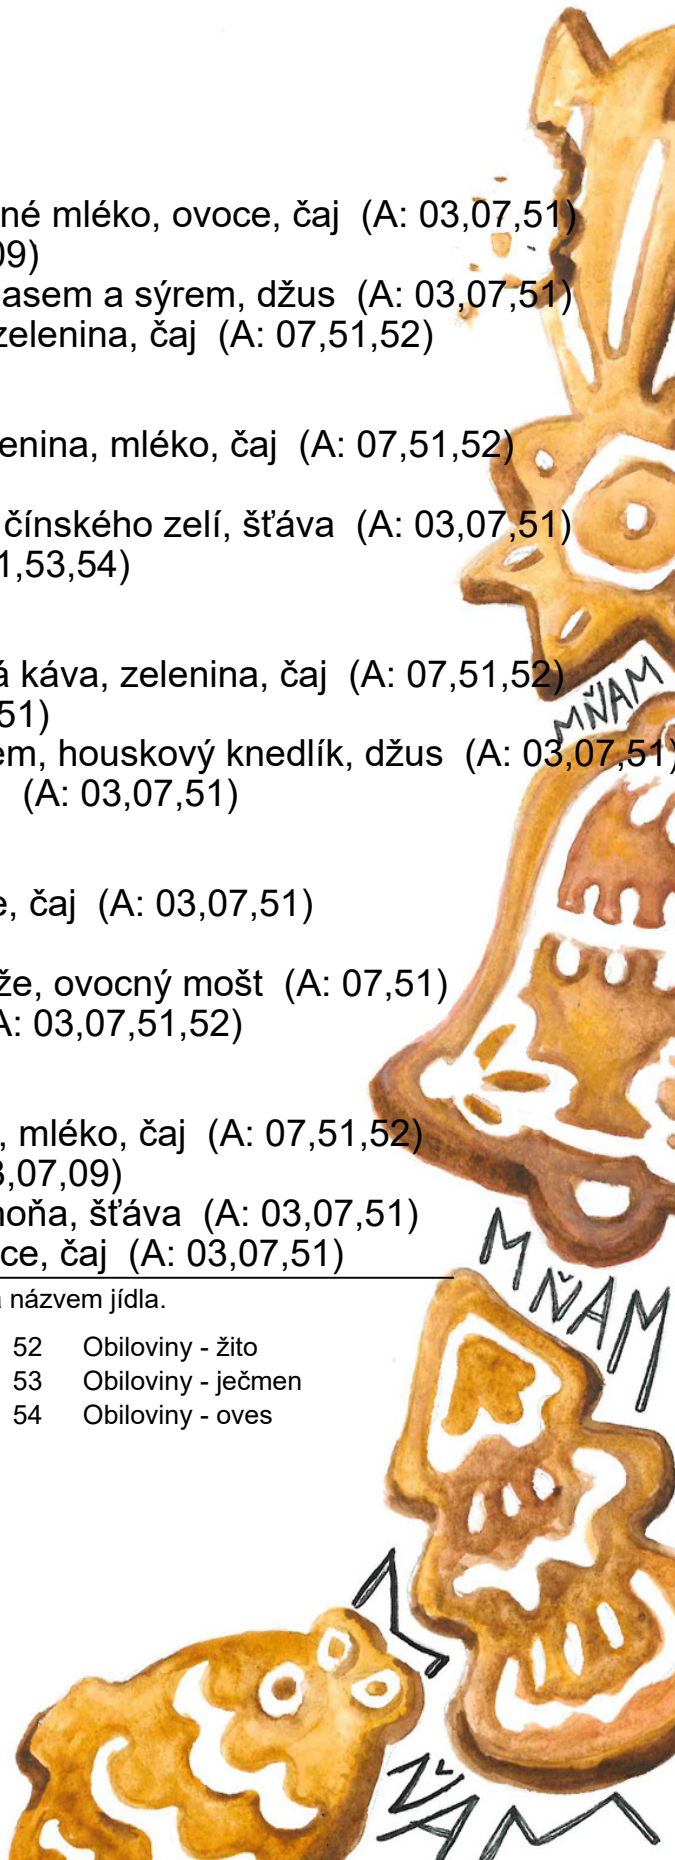 né mléko, ovoce, čaj (A: 03,07,51)
09)
asem a sýrem, džus (A: 03,07,51)
zelenina, čaj (A: 07,51,52)
enina, mléko, čaj (A: 07,51,52)
čínského zelí, šťáva (A: 03,07,51)
1,53,54)
á káva, zelenina, čaj (A: 07,51,52)
51)
em, houskový knedlík, džus (A: 03,07,51)
(A: 03,07,51)
e, čaj (A: 03,07,51)
že, ovocný mošt (A: 07,51)
A: 03,07,51,52)
, mléko, čaj (A: 07,51,52)
3,07,09)
hoňa, šťáva (A: 03,07,51)
ce, čaj (A: 03,07,51)
a názvem jídla.
52 Obiloviny - žito
53 Obiloviny - ječmen
54 Obiloviny - oves
MŇAM
MŇAM
MŇAM